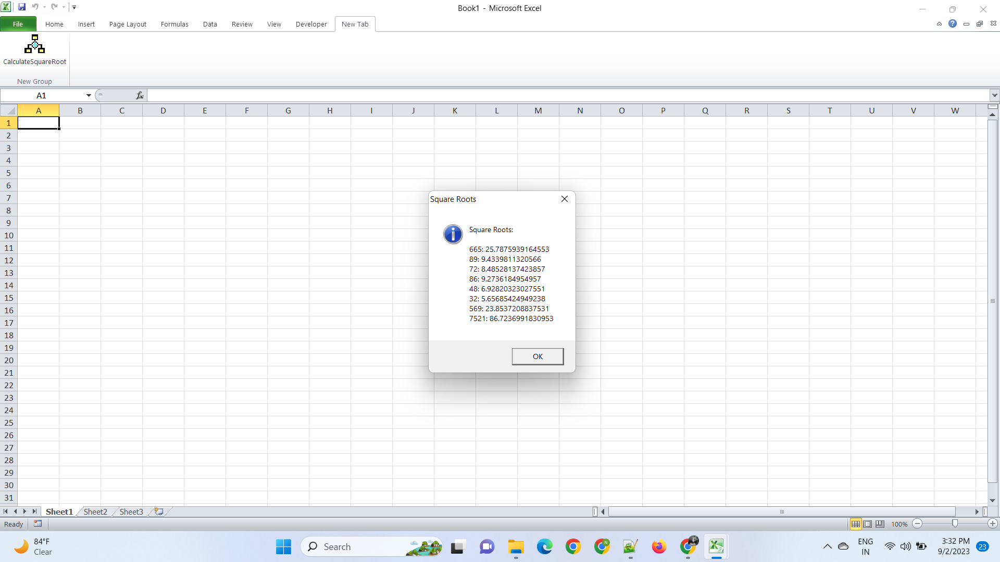 Book1 - Microsoft Excel
File Home Insert Page Layout Formulas Data Review View Developer New Tab
CalculateSquareRoot
New Group
A1
fx
A B C D E F G H I J K L M N O P Q R S T U V W
1
2
3
4
5
6
7
8
9
10
11
12
13
14
15
16
17
18
19
20
21
22
23
24
25
26
27
28
29
30
31
Square Roots
Square Roots:
665: 25.7875939164553
89: 9.4339811320566
72: 8.48528137423857
86: 9.2736184954957
48: 6.92820323027551
32: 5.65685424949238
569: 23.8537208837531
7521: 86.7236991830953
OK
Sheet1 Sheet2 Sheet3
Ready
100%
84°F
Clear
Search
N
ENG
IN
3:32 PM
9/2/2023
23